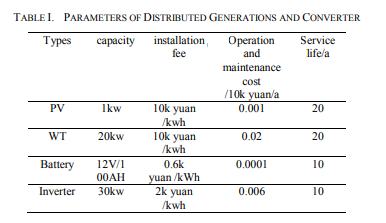 TABLE I. PARAMETERS OF DISTRIBUTED GENERATIONS AND CONVERTER
Types capacity installation fee Operation and maintenance cost /10k yuan/a Service life/a
PV 1kw 10k yuan /kwh 0.001 20
WT 20kw 10k yuan /kwh 0.02 20
Battery 12V/100AH 0.6k yuan /kWh 0.0001 10
Inverter 30kw 2k yuan /kwh 0.006 10